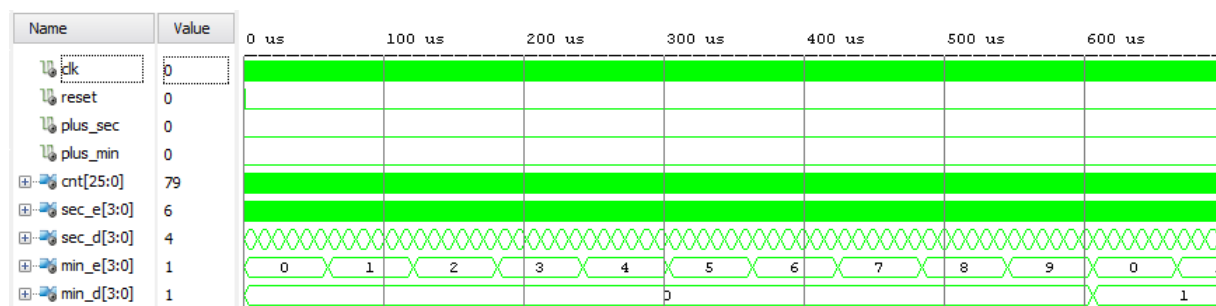 Name Value 0 us 100 us 200 us 300 us 400 us 500 us 600 us
clk 0
reset 0
plus_sec 0
plus_min 0
cnt[25:0] 79
sec_e[3:0] 6
sec_d[3:0] 4
min_e[3:0] 1 0 1 2 3 4 5 6 7 8 9 0
min_d[3:0] 1 0 1